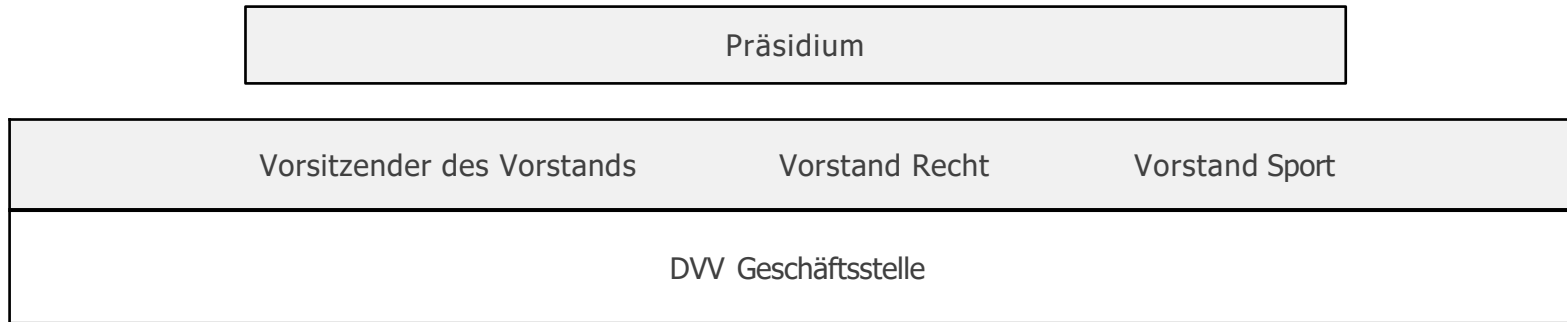 Präsidium
Vorsitzender des Vorstands Vorstand Recht Vorstand Sport
DVV Geschäftsstelle